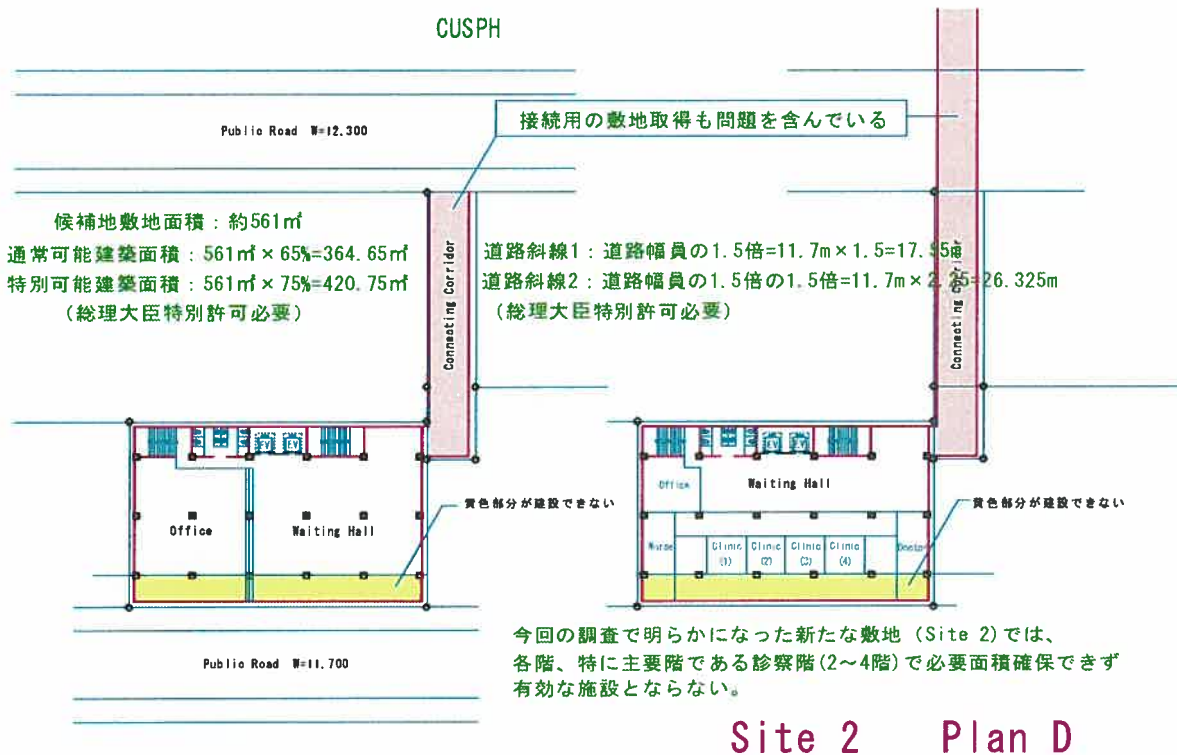 CUSPH
Public Road W=12.300
接続用の敷地取得も問題を含んでいる
候補地敷地面積：約561㎡
通常可能建築面積：561㎡×65%=364.65㎡
特別可能建築面積：561㎡×75%=420.75㎡
（総理大臣特別許可必要）
道路斜線1：道路幅員の1.5倍=11.7m×1.5=17.55m
道路斜線2：道路幅員の1.5倍の1.5倍=11.7m×2.25=26.325m
（総理大臣特別許可必要）
Connecting Corridor
Connecting Corridor
EV EV
Office
Waiting Hall
黄色部分が建設できない
EV EV
Office
Waiting Hall
Nurse
Clinic (1)
Clinic (2)
Clinic (3)
Clinic (4)
Doctor
黄色部分が建設できない
Public Road W=11.700
今回の調査で明らかになった新たな敷地（Site 2）では、
各階、特に主要階である診察階(2～4階)で必要面積確保できず
有効な施設とならない。
Site 2 Plan D